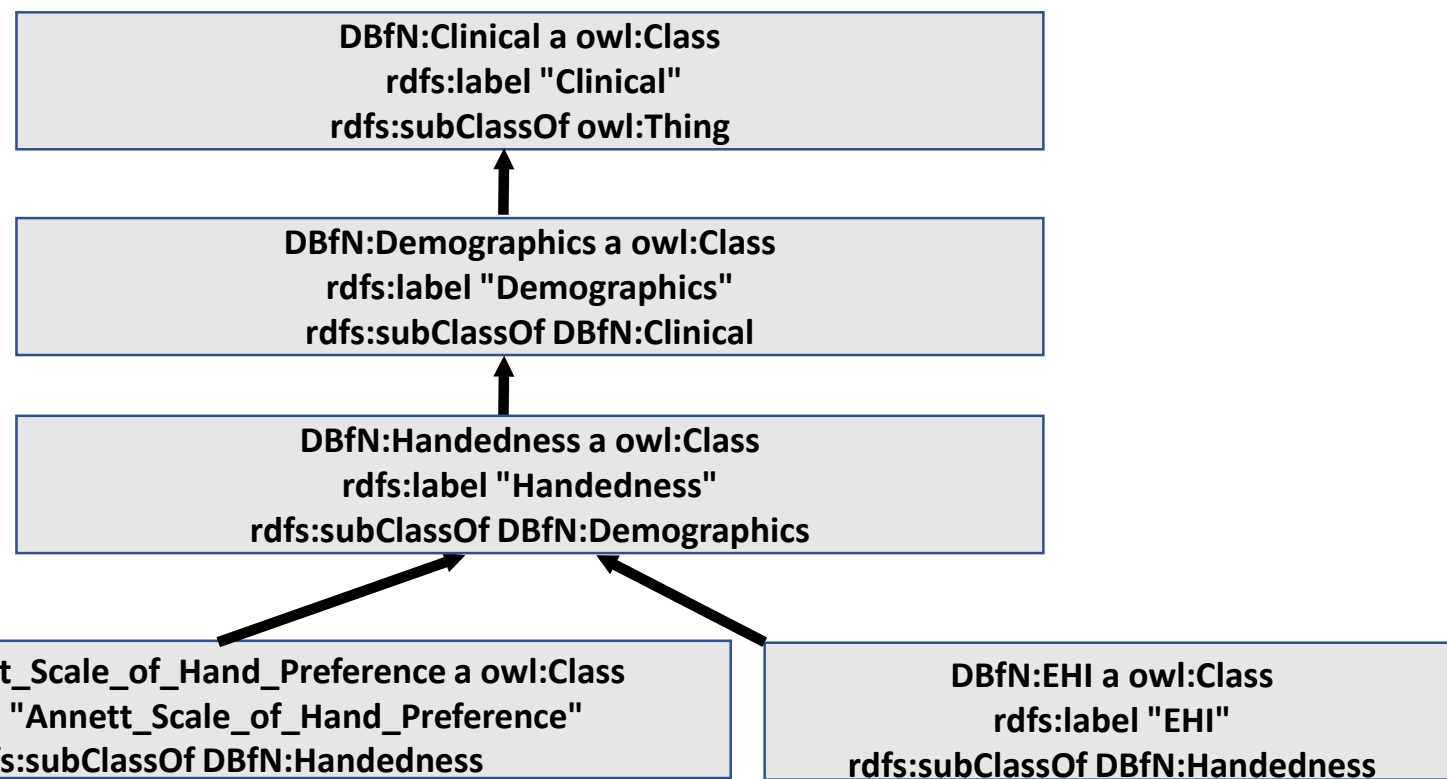 DBfN:Clinical a owl:Class
rdfs:label "Clinical"
rdfs:subClassOf owl:Thing
DBfN:Demographics a owl:Class
rdfs:label "Demographics"
rdfs:subClassOf DBfN:Clinical
DBfN:Handedness a owl:Class
rdfs:label "Handedness"
rdfs:subClassOf DBfN:Demographics
t_Scale_of_Hand_Preference a owl:Class
"Annett_Scale_of_Hand_Preference"
fs:subClassOf DBfN:Handedness
DBfN:EHI a owl:Class
rdfs:label "EHI"
rdfs:subClassOf DBfN:Handedness